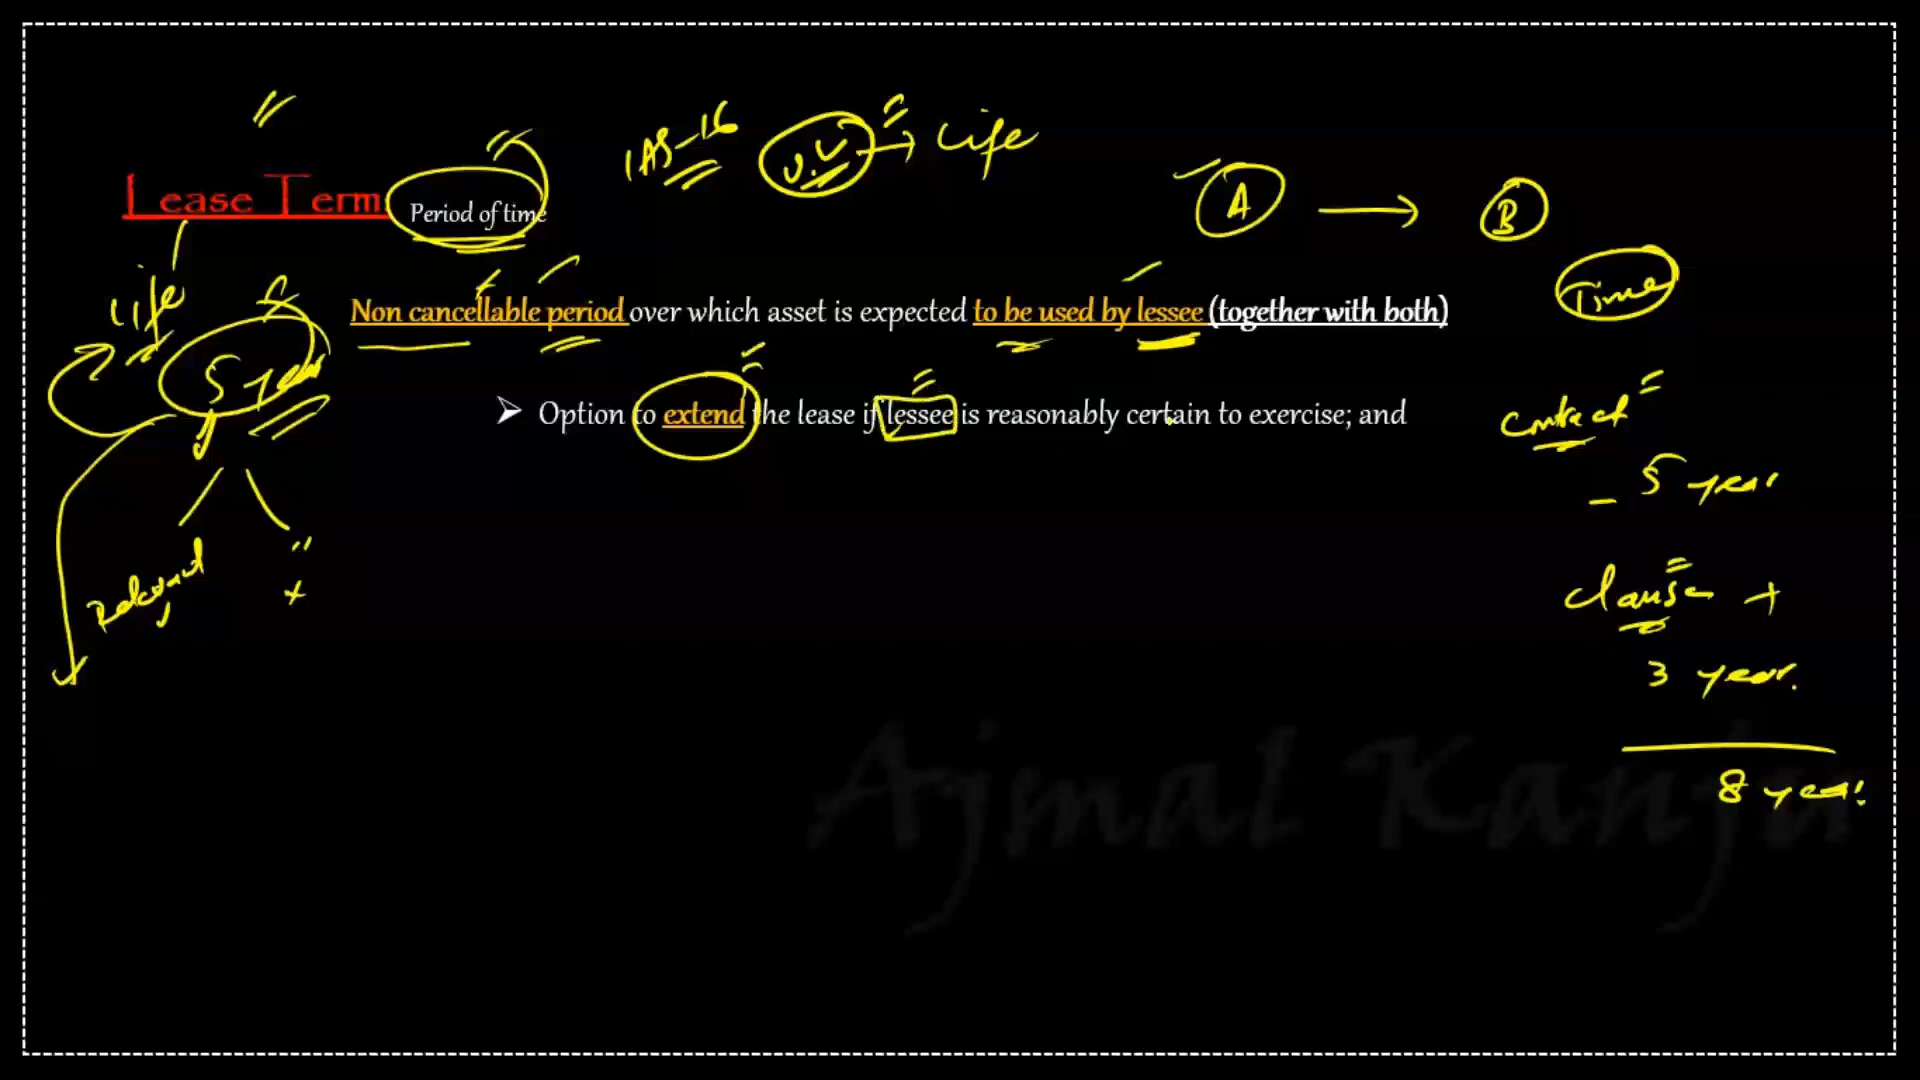 IAS-16 U.V → Life
A → B
Lease Term Period of time
Time
Life
Non cancellable period over which asset is expected to be used by lessee (together with both)
5 year
➤ Option to extend the lease if lessee is reasonably certain to exercise; and
Contract
- 5 year
Relevant
+
Clause +
3 year.
8 year.
Ajmal Kanju